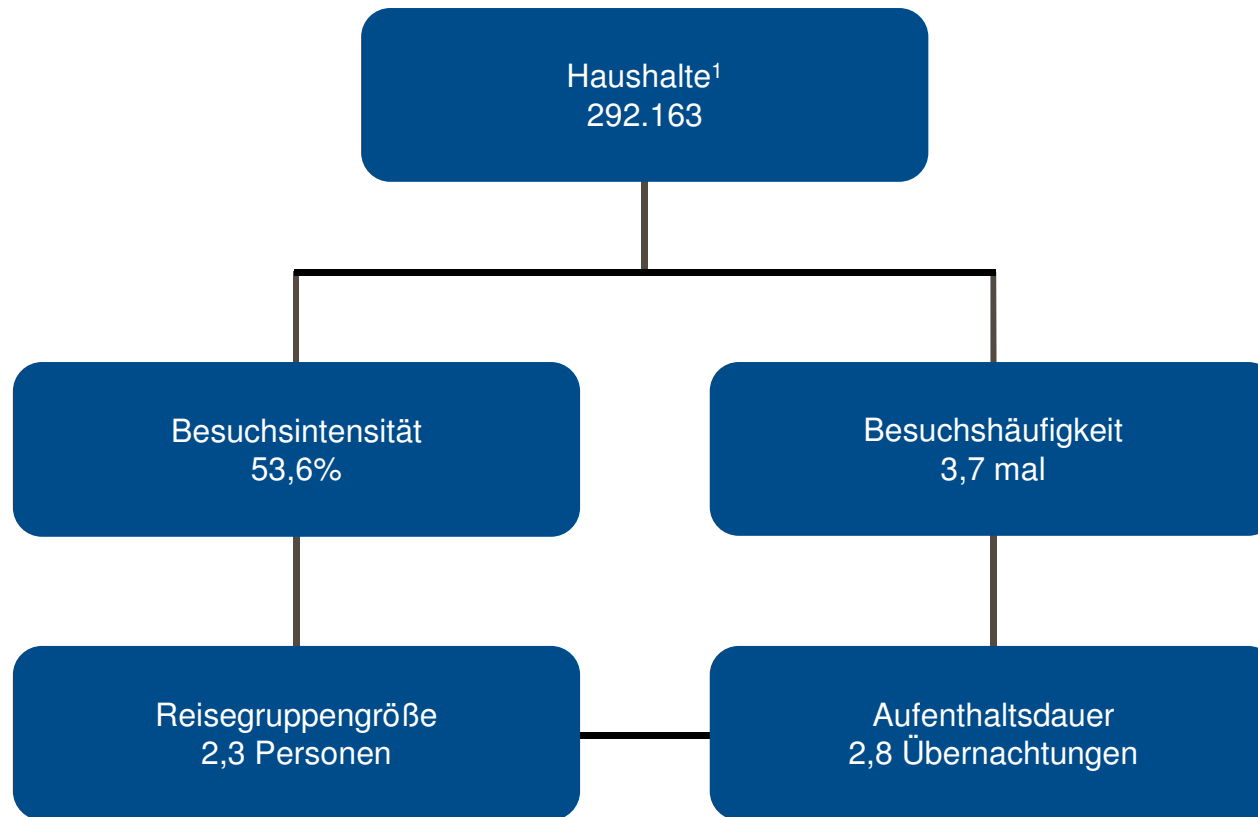 Haushalte¹
292.163
Besuchsintensität
53,6%
Besuchshäufigkeit
3,7 mal
Reisegruppengröße
2,3 Personen
Aufenthaltsdauer
2,8 Übernachtungen